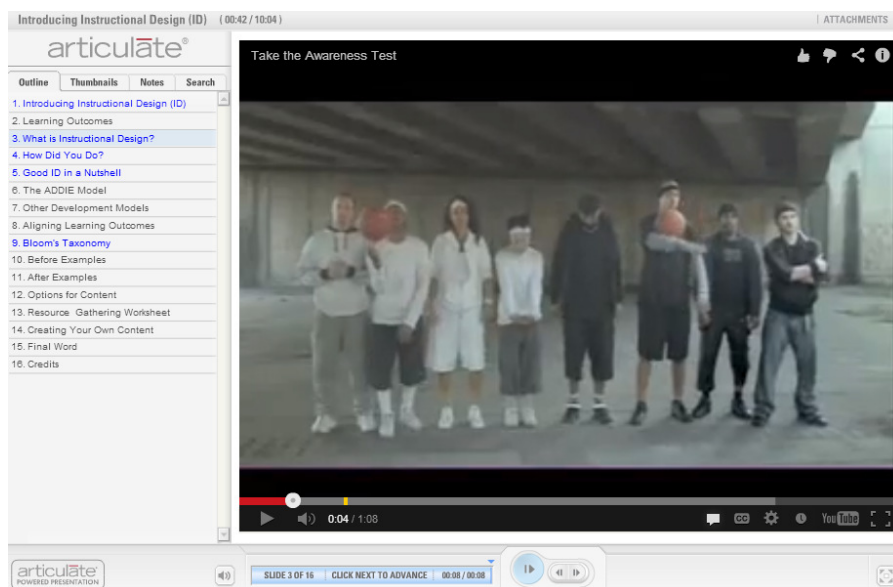 Introducing Instructional Design (ID) ( 00:42 / 10:04 )
ATTACHMENTS
articulāte®
Outline Thumbnails Notes Search
1. Introducing Instructional Design (ID)
2. Learning Outcomes
3. What is Instructional Design?
4. How Did You Do?
5. Good ID in a Nutshell
6. The ADDIE Model
7. Other Development Models
8. Aligning Learning Outcomes
9. Bloom's Taxonomy
10. Before Examples
11. After Examples
12. Options for Content
13. Resource Gathering Worksheet
14. Creating Your Own Content
15. Final Word
16. Credits
Take the Awareness Test
0:04 / 1:08
CC
YouTube
articulāte
POWERED PRESENTATION
SLIDE 3 OF 16 CLICK NEXT TO ADVANCE 00:08 / 00:08